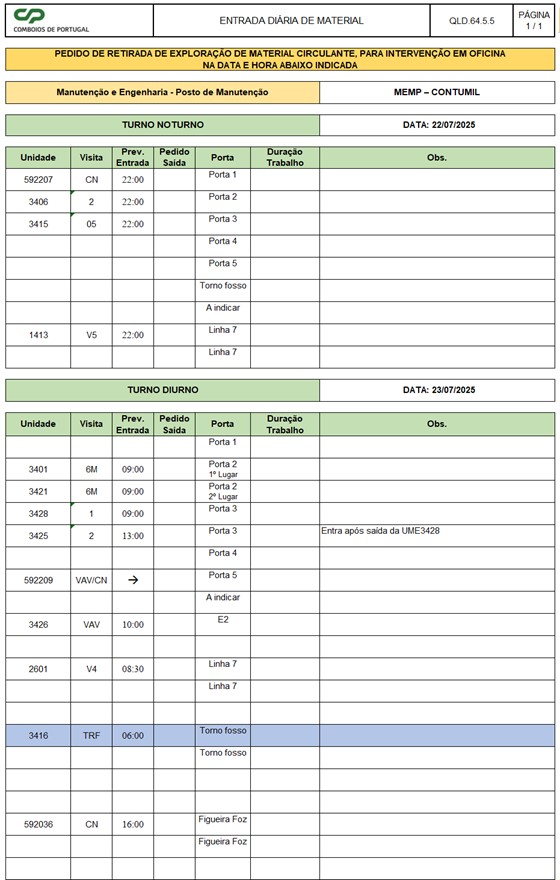 CP
COMBOIOS DE PORTUGAL
ENTRADA DIÁRIA DE MATERIAL
QLD.64.5.5
PÁGINA
1 / 1
PEDIDO DE RETIRADA DE EXPLORAÇÃO DE MATERIAL CIRCULANTE, PARA INTERVENÇÃO EM OFICINA
NA DATA E HORA ABAIXO INDICADA
Manutenção e Engenharia - Posto de Manutenção
MEMP – CONTUMIL
TURNO NOTURNO
DATA: 22/07/2025
Unidade Visita Prev. Entrada Pedido Saída Porta Duração Trabalho Obs.
592207 CN 22:00 Porta 1
3406 2 22:00 Porta 2
3415 05 22:00 Porta 3
Porta 4
Porta 5
Torno fosso
A indicar
1413 V5 22:00 Linha 7
Linha 7
TURNO DIURNO
DATA: 23/07/2025
Unidade Visita Prev. Entrada Pedido Saída Porta Duração Trabalho Obs.
Porta 1
3401 6M 09:00 Porta 2 1º Lugar
3421 6M 09:00 Porta 2 2º Lugar
3428 1 09:00 Porta 3
3425 2 13:00 Porta 3 Entra após saída da UME3428
Porta 4
592209 VAV/CN → Porta 5
A indicar
3426 VAV 10:00 E2
2601 V4 08:30 Linha 7
Linha 7
3416 TRF 06:00 Torno fosso
Torno fosso
592036 CN 16:00 Figueira Foz
Figueira Foz